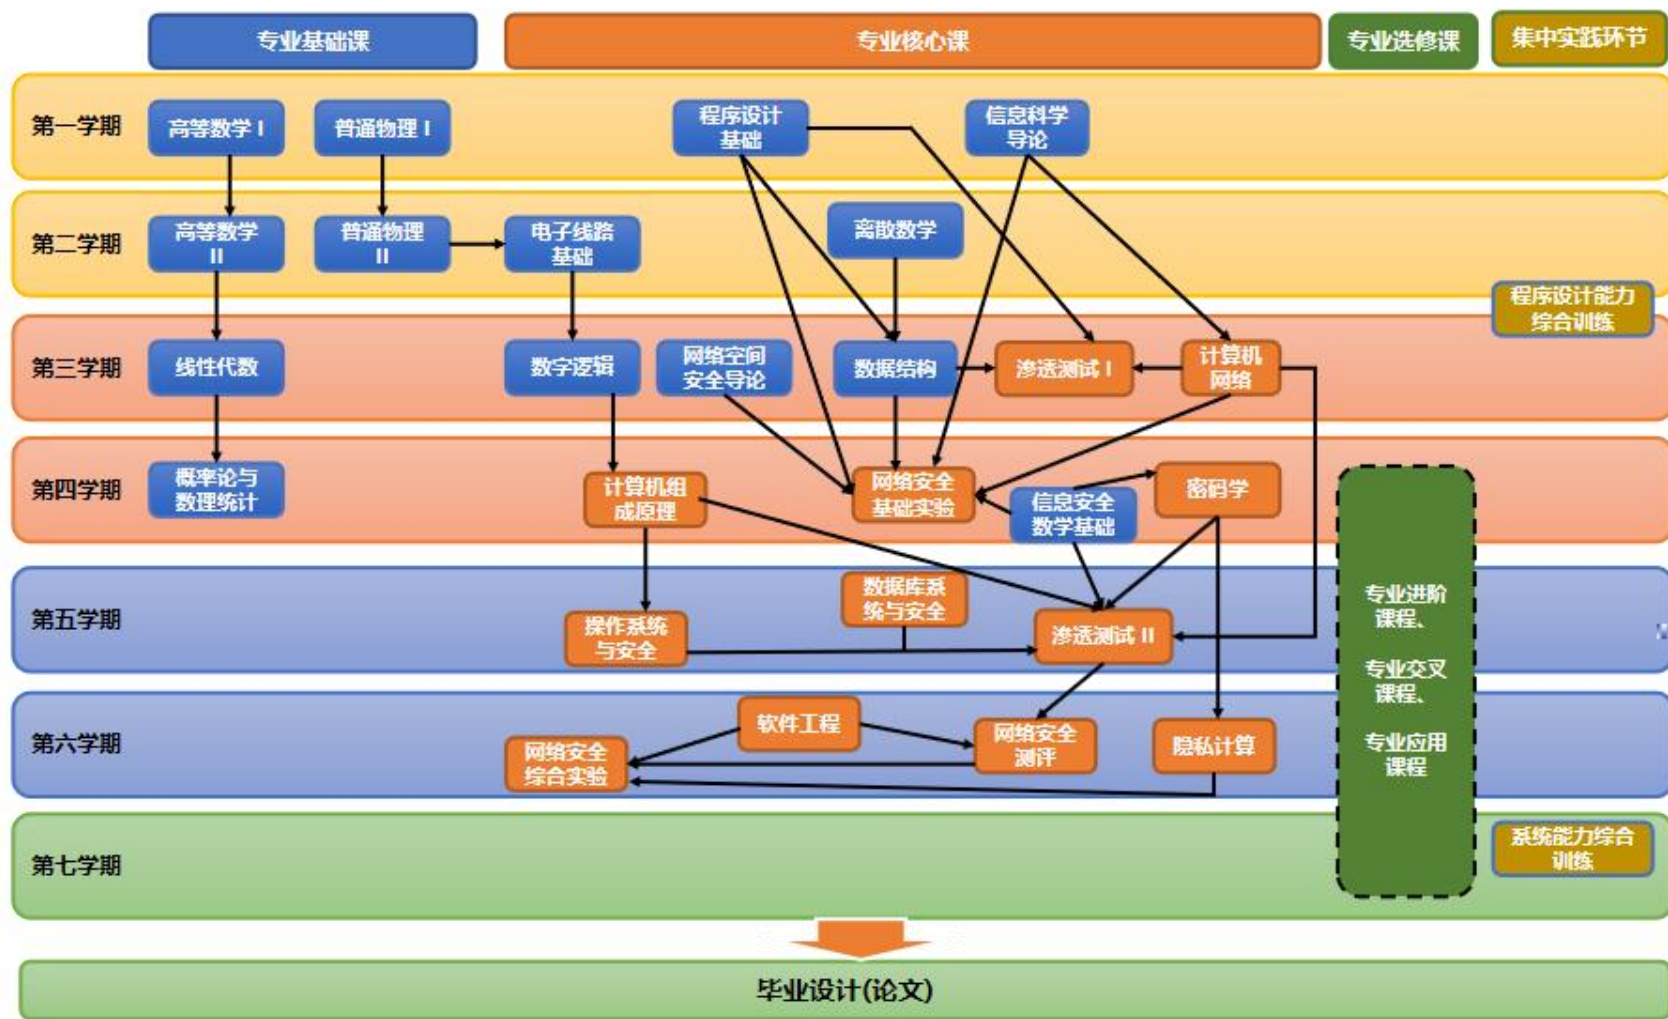 专业基础课
专业核心课
专业选修课
集中实践环节
第一学期
高等数学 I
普通物理 I
程序设计
基础
信息科学
导论
第二学期
高等数学
II
普通物理
II
电子线路
基础
离散数学
程序设计能力
综合训练
第三学期
线性代数
数字逻辑
网络空间
安全导论
数据结构
渗透测试 I
计算机
网络
第四学期
概率论与
数理统计
计算机组
成原理
网络安全
基础实验
信息安全
数学基础
密码学
第五学期
操作系统
与安全
数据库系
统与安全
渗透测试 II
专业进阶
课程、
专业交叉
课程、
专业应用
课程
第六学期
网络安全
综合实验
软件工程
网络安全
测评
隐私计算
第七学期
系统能力综合
训练
毕业设计(论文)